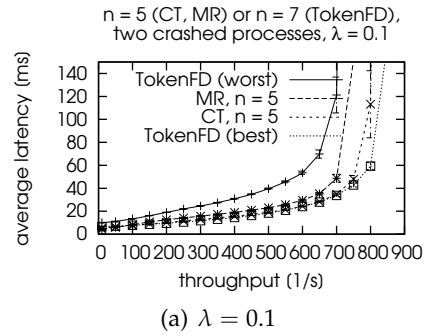 n = 5 (CT, MR) or n = 7 (TokenFD),
two crashed processes, λ = 0.1
average latency (ms)
140
120
100
80
60
40
20
0
TokenFD (worst)
MR, n = 5
CT, n = 5
TokenFD (best)
0 100 200 300 400 500 600 700 800 900
throughput [1/s]
(a) λ = 0.1